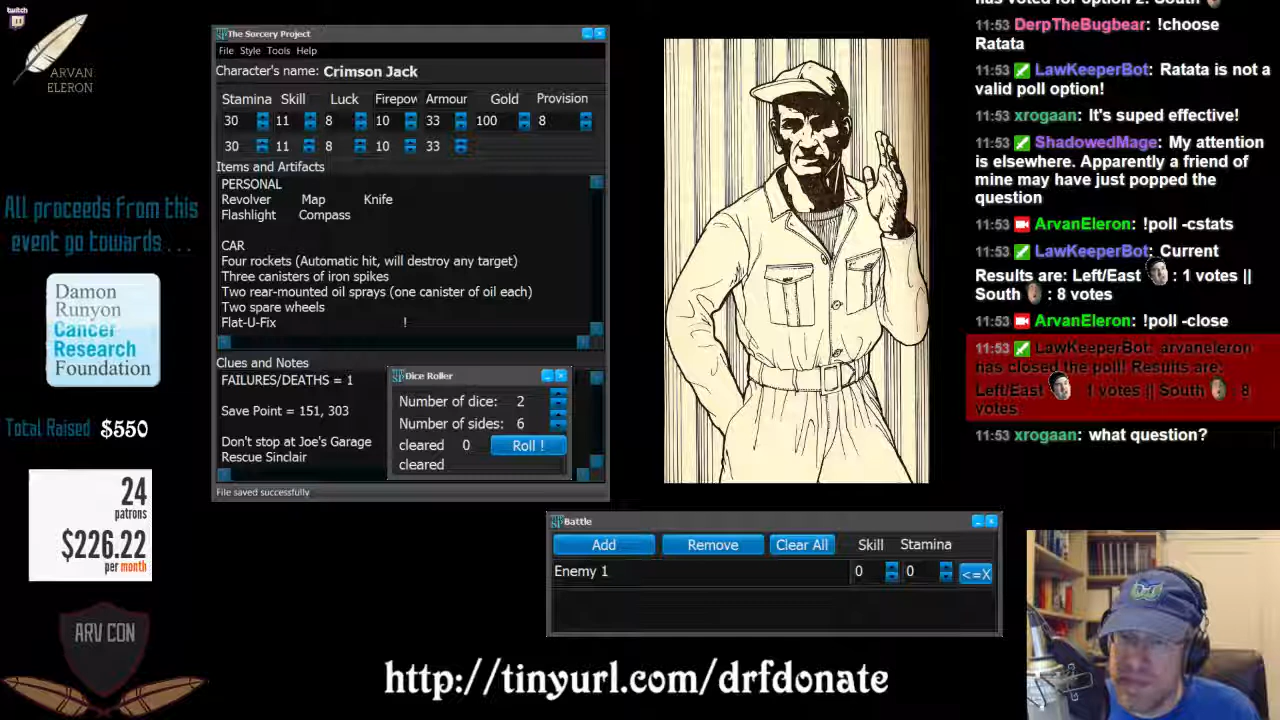 twitch
ARVAN
ELERON
All proceeds from this
event go towards . . .
Damon
Runyon
Cancer
Research
Foundation
Total Raised $550
24
patrons
$226.22
per month
ARV CON
The Sorcery Project
File Style Tools Help
Character's name: Crimson Jack
Stamina Skill Luck Firepow Armour Gold Provision
30 11 8 10 33 100 8
30 11 8 10 33
Items and Artifacts
PERSONAL
Revolver Map Knife
Flashlight Compass
CAR
Four rockets (Automatic hit, will destroy any target)
Three canisters of iron spikes
Two rear-mounted oil sprays (one canister of oil each)
Two spare wheels
Flat-U-Fix !
Clues and Notes
FAILURES/DEATHS = 1
Save Point = 151, 303
Don't stop at Joe's Garage
Rescue Sinclair
File saved successfully
Dice Roller
Number of dice: 2
Number of sides: 6
cleared 0 Roll !
cleared
Battle
Add Remove Clear All Skill Stamina
Enemy 1 0 0 <=X
http://tinyurl.com/drfdonate
has voted for option 2: South
11:53 DerpTheBugbear: !choose
Ratata
11:53 LawKeeperBot: Ratata is not a
valid poll option!
xrogaan: It's suped effective!
11:53 ShadowedMage: My attention
is elsewhere. Apparently a friend of
mine may have just popped the
question
11:53 ArvanEleron: !poll -cstats
11:53 LawKeeperBot: Current
Results are: Left/East : 1 votes ||
South : 8 votes
11:53 ArvanEleron: !poll -close
11:53 LawKeeperBot: arvaneleron
has closed the poll! Results are:
Left/East 1 votes || South : 8
votes
11:53 xrogaan: what question?